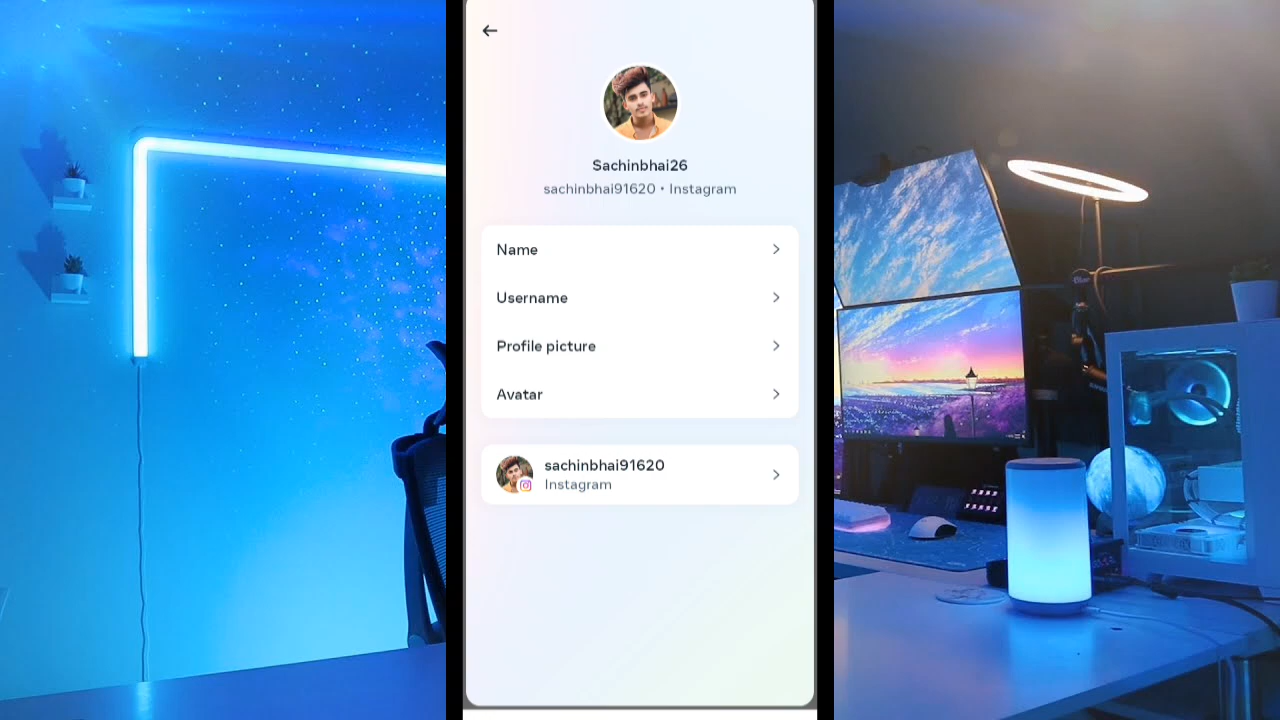 Sachinbhai26
sachinbhai91620 • Instagram
Name
Username
Profile picture
Avatar
sachinbhai91620
Instagram